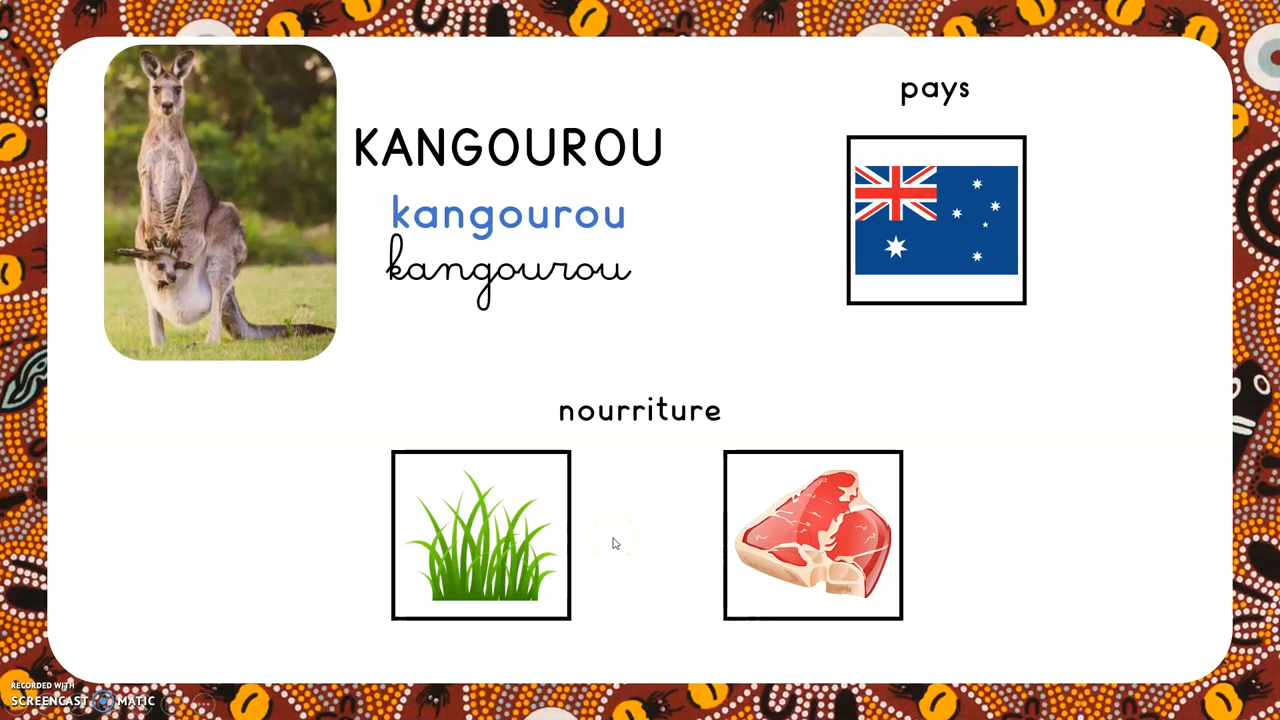 pays
KANGOUROU
kangourou
kangourou
nourriture
RECORDED WITH
SCREENCAST MATIC